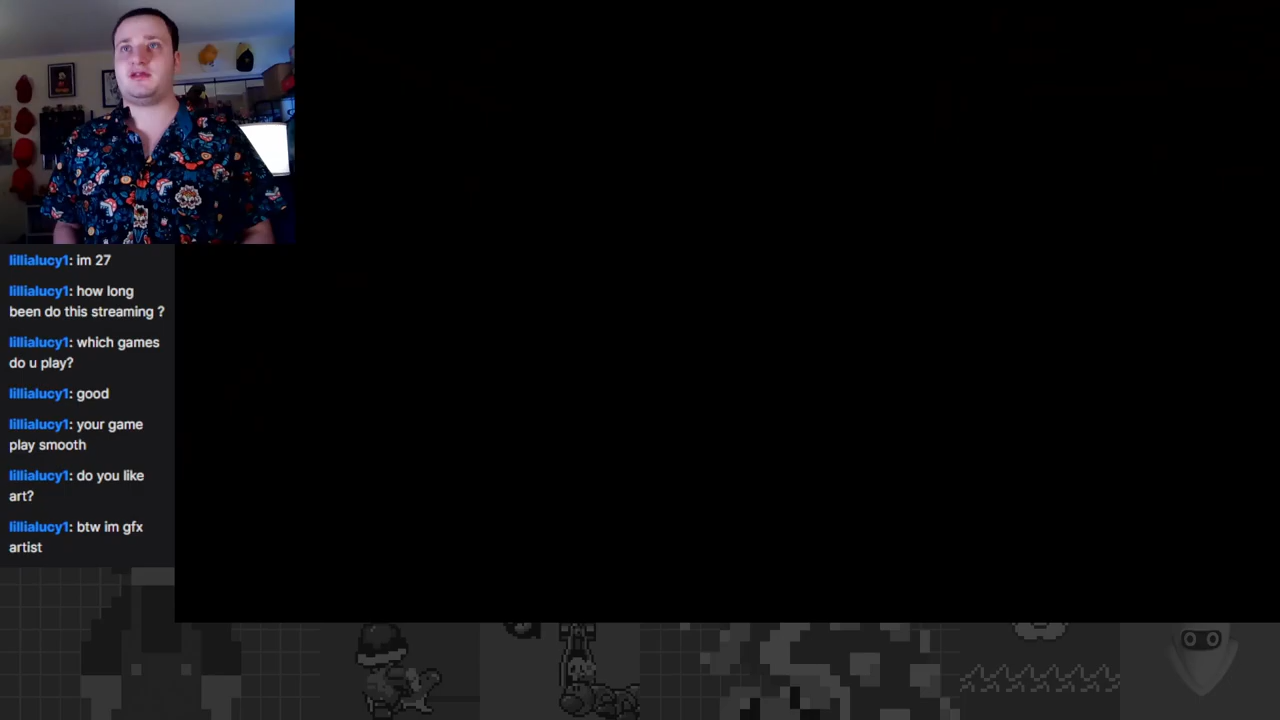 lillialucy1: im 27
lillialucy1: how long
been do this streaming ?
lillialucy1: which games
do u play?
lillialucy1: good
lillialucy1: your game
play smooth
lillialucy1: do you like
art?
lillialucy1: btw im gfx
artist